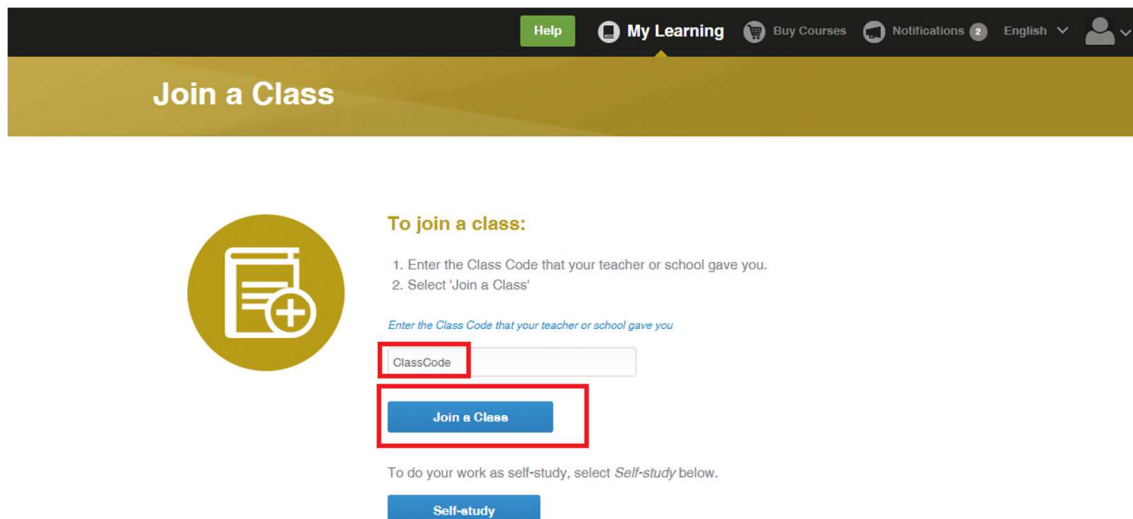 Help My Learning Buy Courses Notifications 2 English
Join a Class
To join a class:
1. Enter the Class Code that your teacher or school gave you.
2. Select 'Join a Class'
Enter the Class Code that your teacher or school gave you
ClassCode
Join a Class
To do your work as self-study, select Self-study below.
Self-study